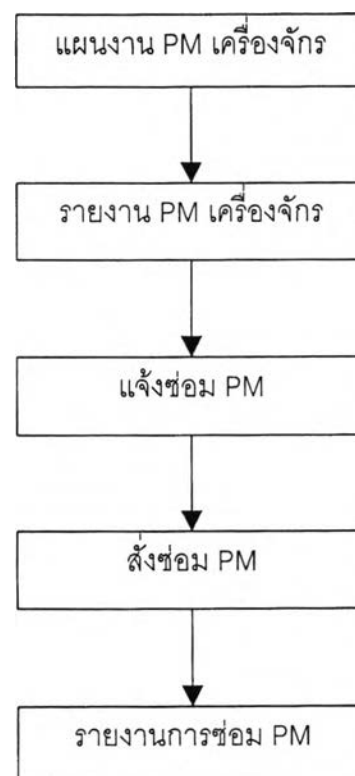 แผนงาน PM เครื่องจักร
รายงาน PM เครื่องจักร
แจ้งซ่อม PM
สั่งซ่อม PM
รายงานการซ่อม PM